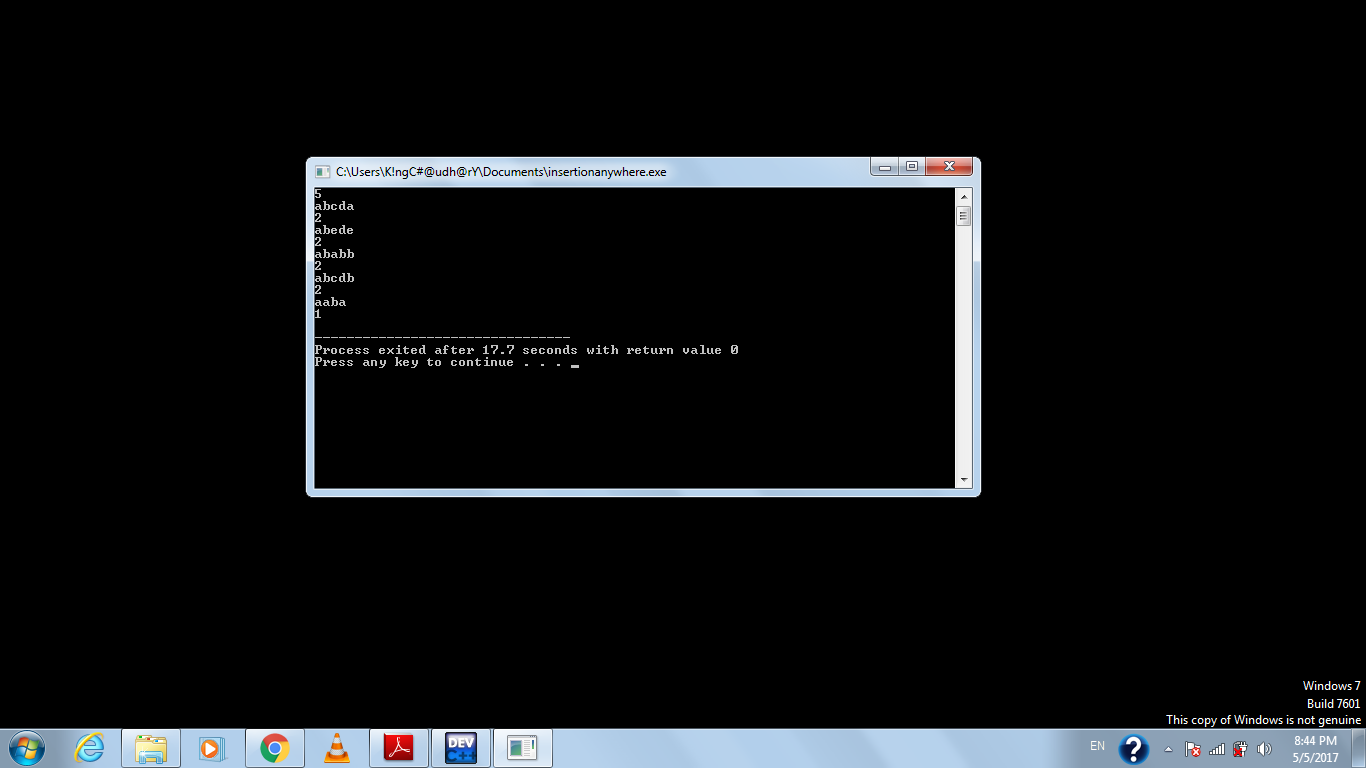 C:\Users\K!ngC#@udh@rY\Documents\insertionanywhere.exe
5
abcda
2
abede
2
ababb
2
abcdb
2
aaba
1
--------------------------------
Process exited after 17.7 seconds with return value 0
Press any key to continue . . . _
Windows 7
Build 7601
This copy of Windows is not genuine
DEV
C++
EN
?
8:44 PM
5/5/2017